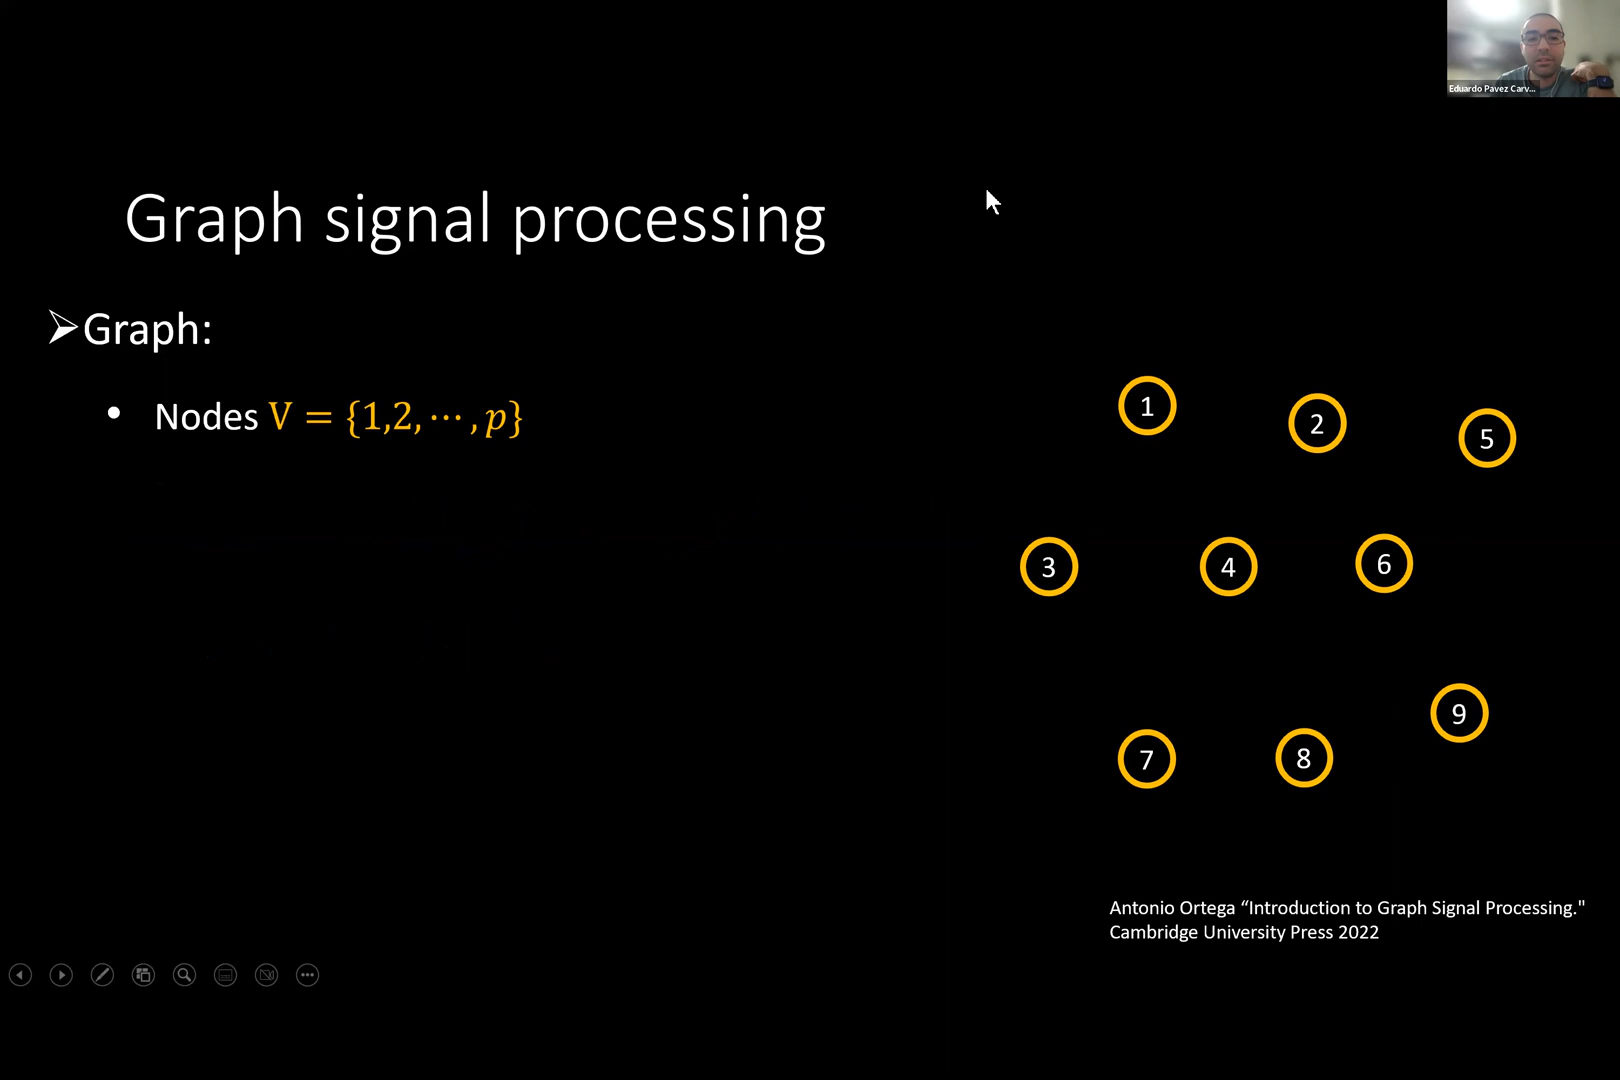 Eduardo Pavez Carv...
Graph signal processing
➢Graph:
• Nodes V = {1,2, ⋯ , p}
1
2
5
3
4
6
9
7
8
Antonio Ortega “Introduction to Graph Signal Processing."
Cambridge University Press 2022